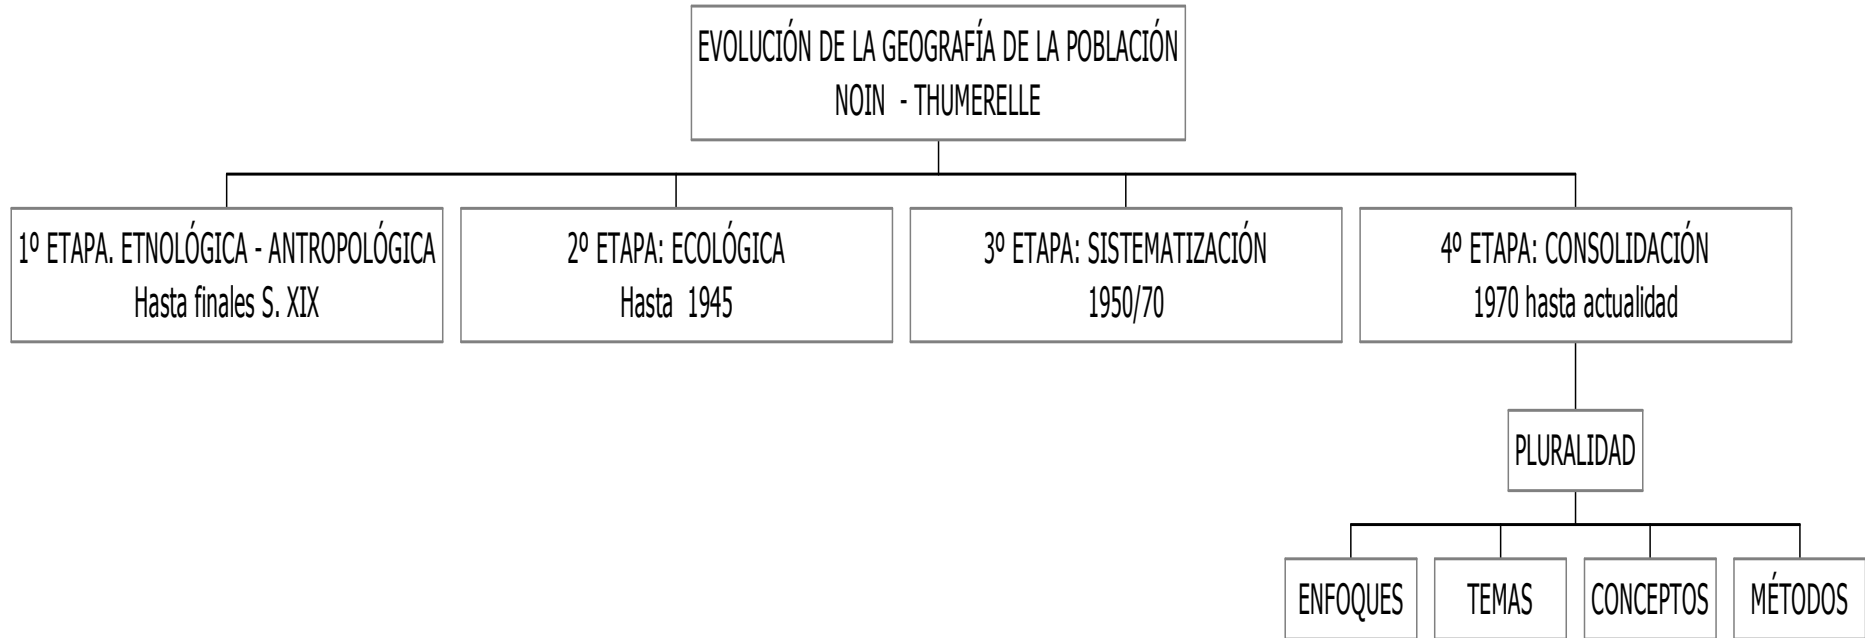 EVOLUCIÓN DE LA GEOGRAFÍA DE LA POBLACIÓN
NOIN - THUMERELLE
1º ETAPA. ETNOLÓGICA - ANTROPOLÓGICA
Hasta finales S. XIX
2º ETAPA: ECOLÓGICA
Hasta 1945
3º ETAPA: SISTEMATIZACIÓN
1950/70
4º ETAPA: CONSOLIDACIÓN
1970 hasta actualidad
PLURALIDAD
ENFOQUES
TEMAS
CONCEPTOS
MÉTODOS